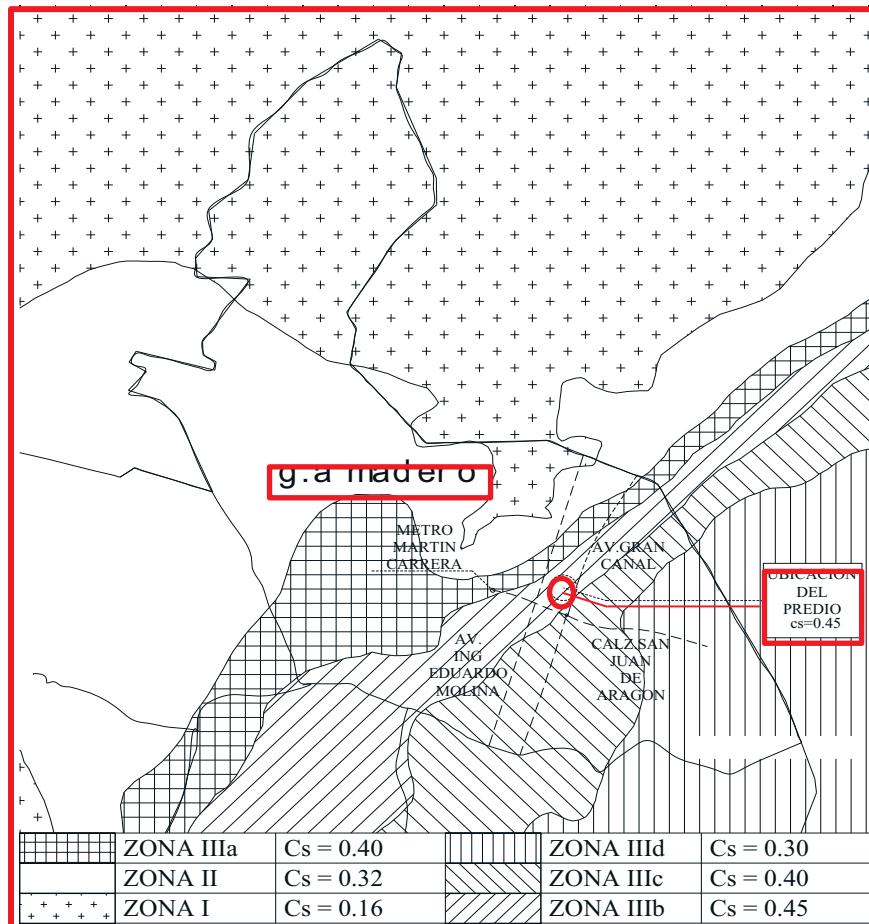 g.a madero
METRO
MARTIN
CARRERA
AV.GRAN
CANAL
UBICACION
DEL
PREDIO
cs=0.45
AV.
ING
EDUARDO
MOLINA
CALZ.SAN
JUAN
DE
ARAGON
ZONA IIIa Cs = 0.40 ZONA IIId Cs = 0.30
ZONA II Cs = 0.32 ZONA IIIc Cs = 0.40
ZONA I Cs = 0.16 ZONA IIIb Cs = 0.45